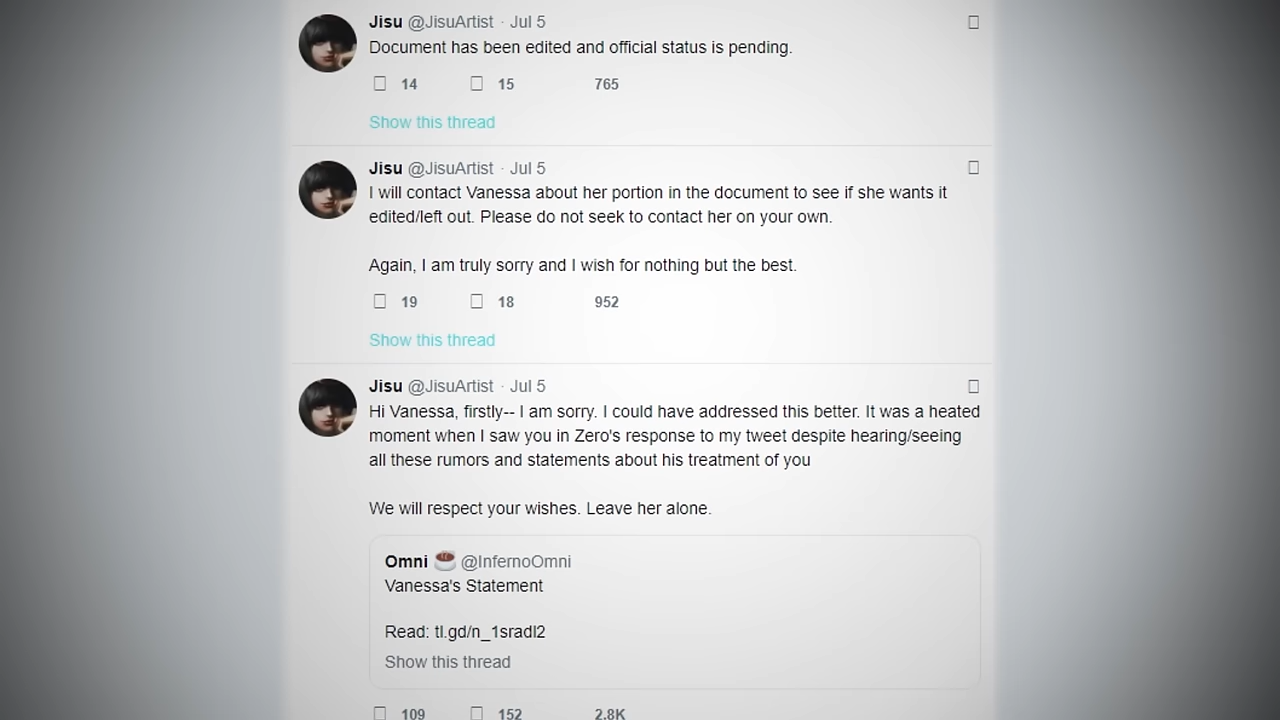 Jisu @JisuArtist · Jul 5
Document has been edited and official status is pending.
14 15 765
Show this thread
Jisu @JisuArtist · Jul 5
I will contact Vanessa about her portion in the document to see if she wants it
edited/left out. Please do not seek to contact her on your own.
Again, I am truly sorry and I wish for nothing but the best.
19 18 952
Show this thread
Jisu @JisuArtist · Jul 5
Hi Vanessa, firstly-- I am sorry. I could have addressed this better. It was a heated
moment when I saw you in Zero's response to my tweet despite hearing/seeing
all these rumors and statements about his treatment of you
We will respect your wishes. Leave her alone.
Omni ☕ @InfernoOmni
Vanessa's Statement
Read: tl.gd/n_1sradl2
Show this thread
109 152 2.8K